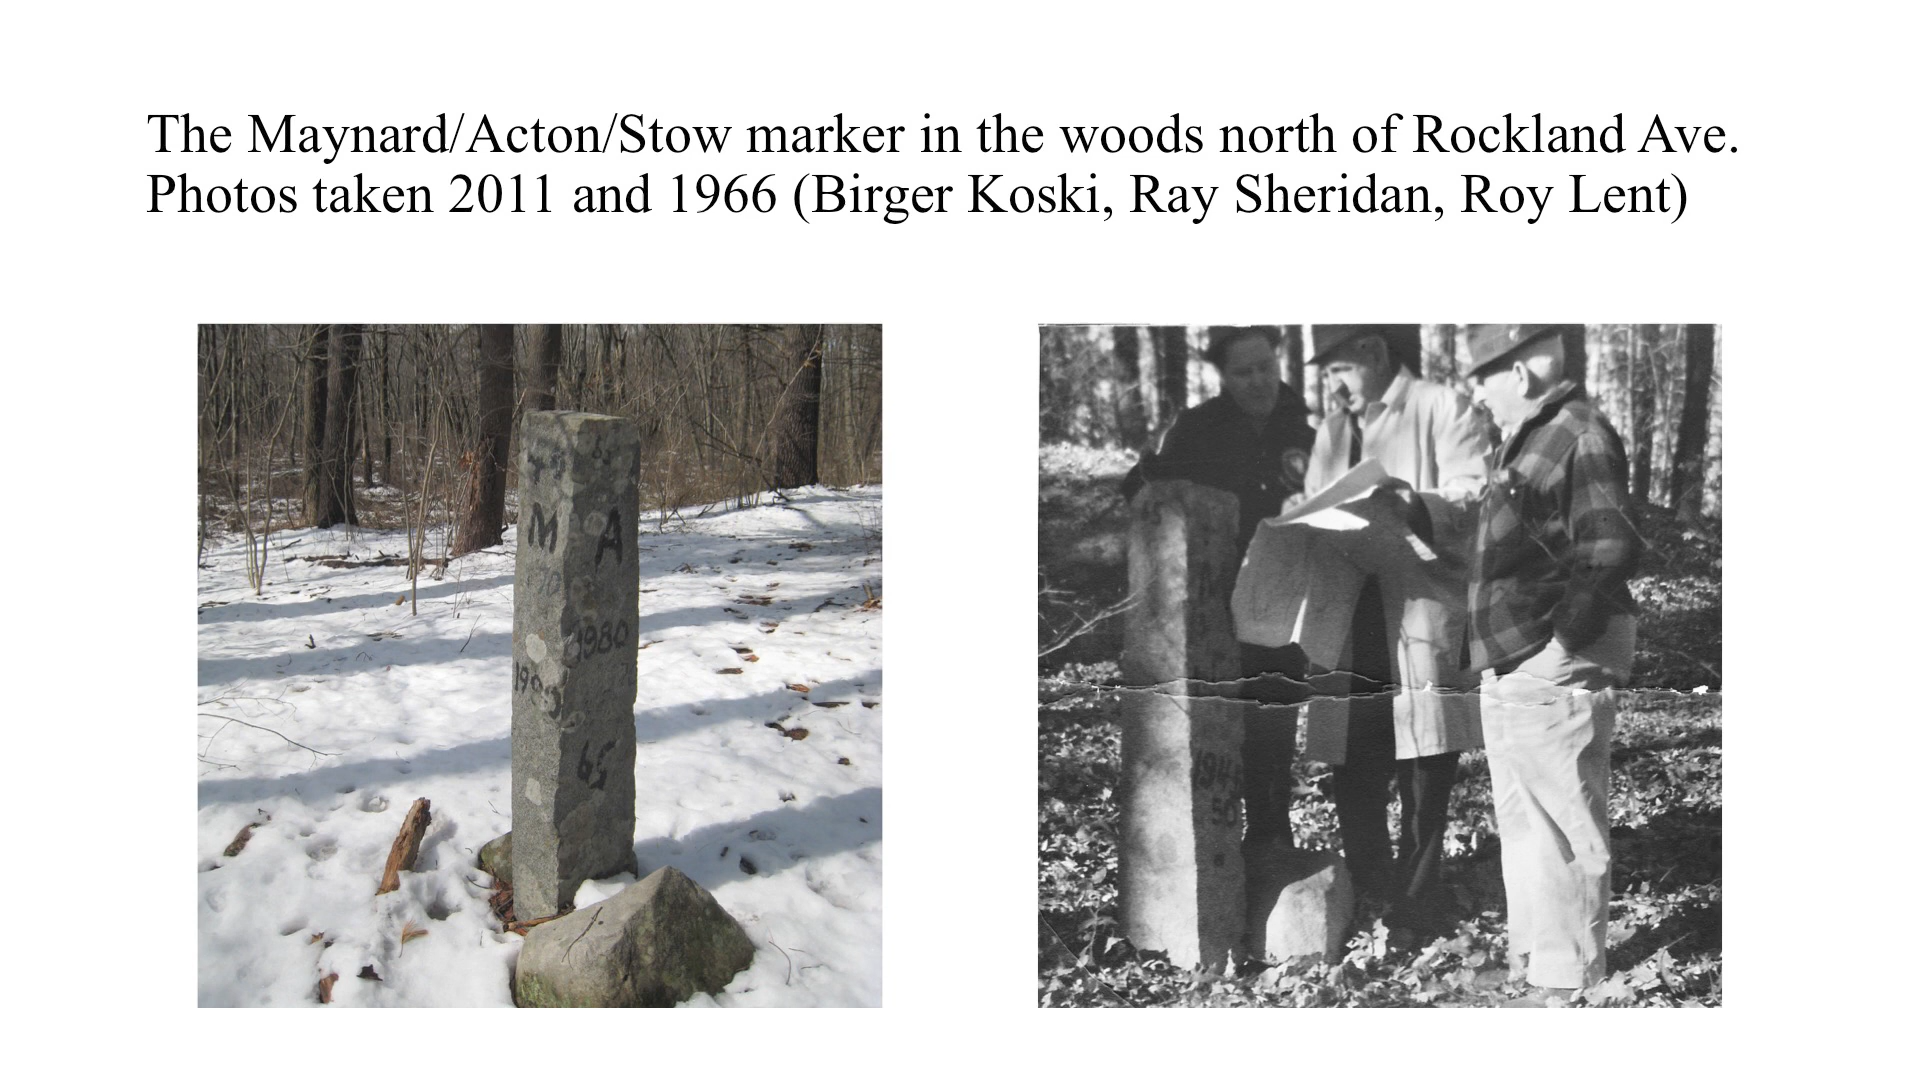 The Maynard/Acton/Stow marker in the woods north of Rockland Ave.
Photos taken 2011 and 1966 (Birger Koski, Ray Sheridan, Roy Lent)
M A
1980
65
50